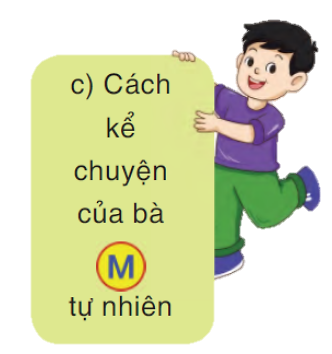 c) Cách
kể
chuyện
của bà
M
tự nhiên